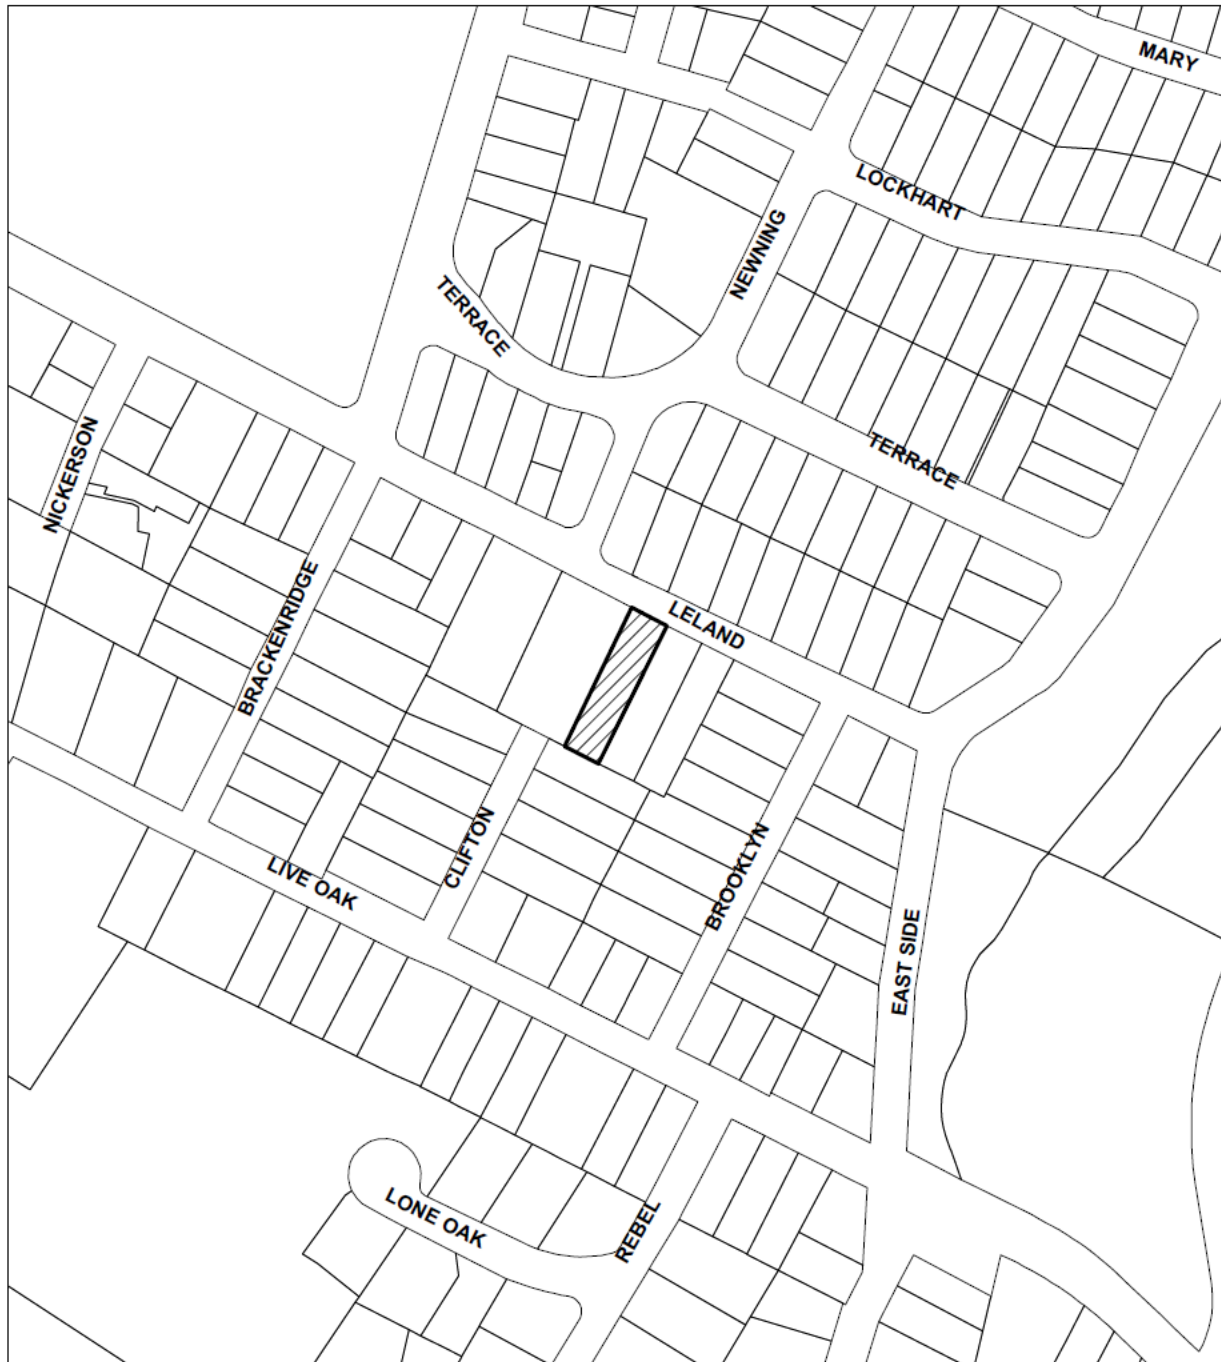 MARY
LOCKHART
NEWNING
TERRACE
TERRACE
NICKERSON
BRACKENRIDGE
LELAND
CLIFTON
BROOKLYN
LIVE OAK
EAST SIDE
LONE OAK
REBEL